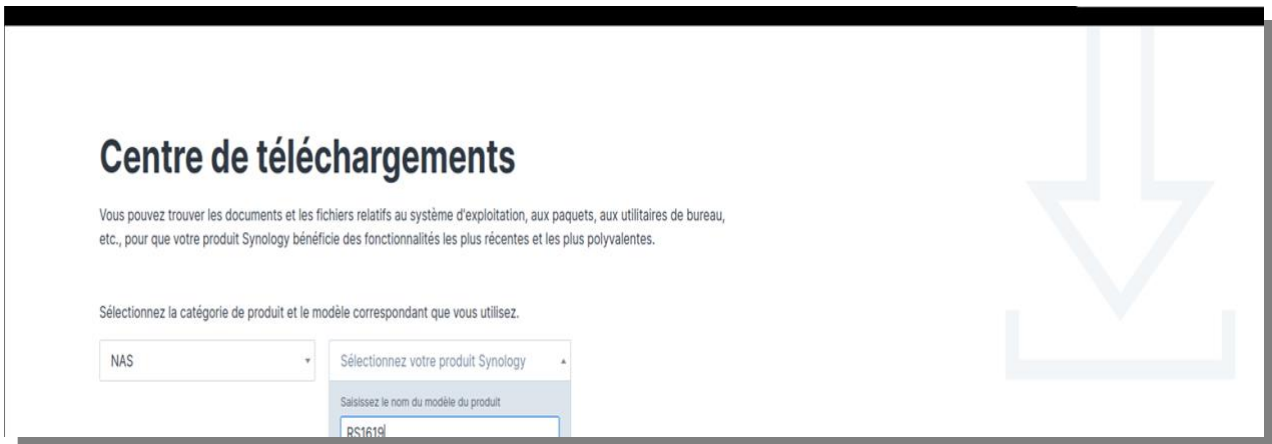 Centre de téléchargements
Vous pouvez trouver les documents et les fichiers relatifs au système d'exploitation, aux paquets, aux utilitaires de bureau,
etc., pour que votre produit Synology bénéficie des fonctionnalités les plus récentes et les plus polyvalentes.
Sélectionnez la catégorie de produit et le modèle correspondant que vous utilisez.
NAS
Sélectionnez votre produit Synology
Saisissez le nom du modèle du produit
RS1619